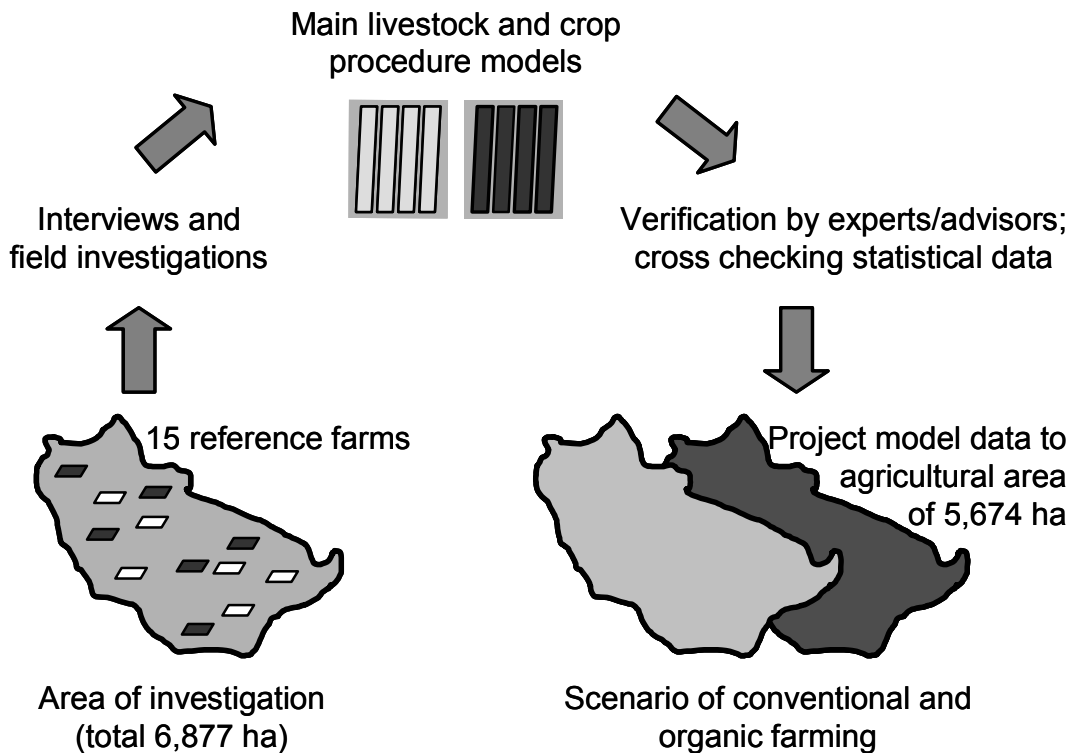 Main livestock and crop
procedure models
Interviews and
field investigations
Verification by experts/advisors;
cross checking statistical data
15 reference farms
Project model data to
agricultural area
of 5,674 ha
Area of investigation
(total 6,877 ha)
Scenario of conventional and
organic farming